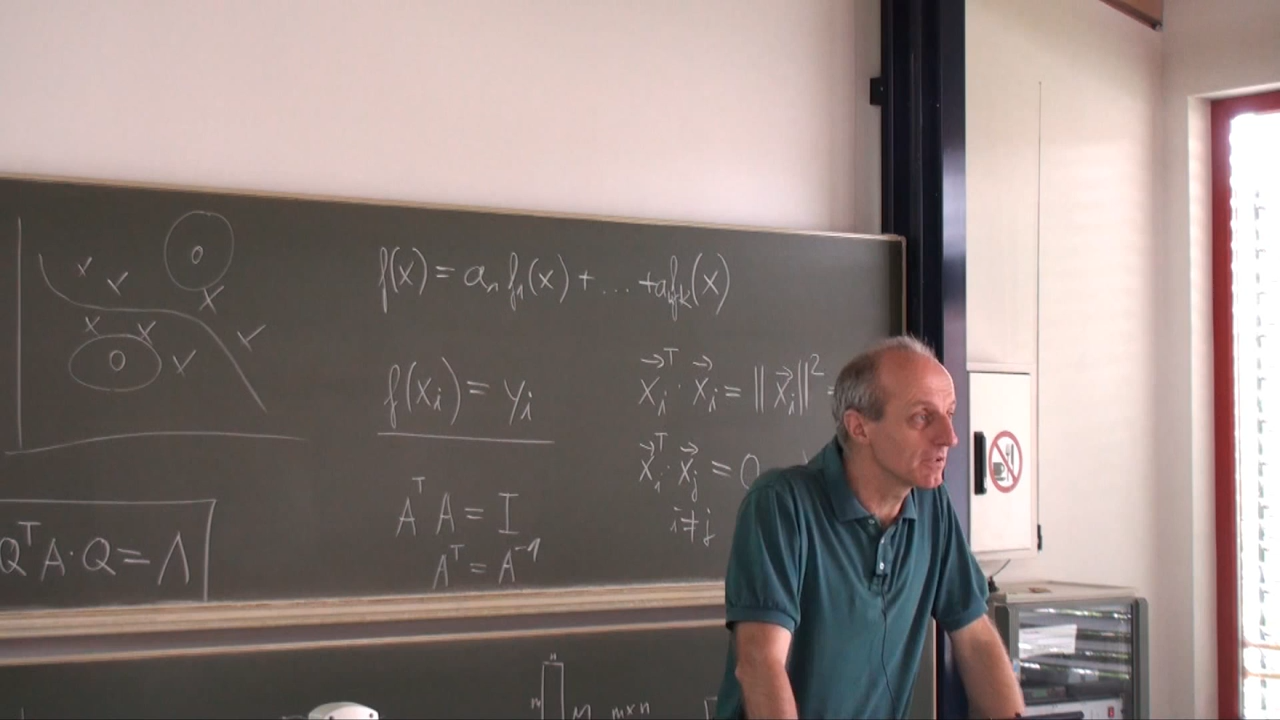 f(x) = a₁f₁(x) + ... + aₖfₖ(x)
f(xᵢ) = yᵢ
x⃗ᵢᵀ · x⃗ᵢ = ‖x⃗ᵢ‖² =
x⃗ᵢᵀ · x⃗ⱼ = 0
i ≠ j
AᵀA = I
Aᵀ = A⁻¹
QᵀA·Q = Λ
n
m
M m×n